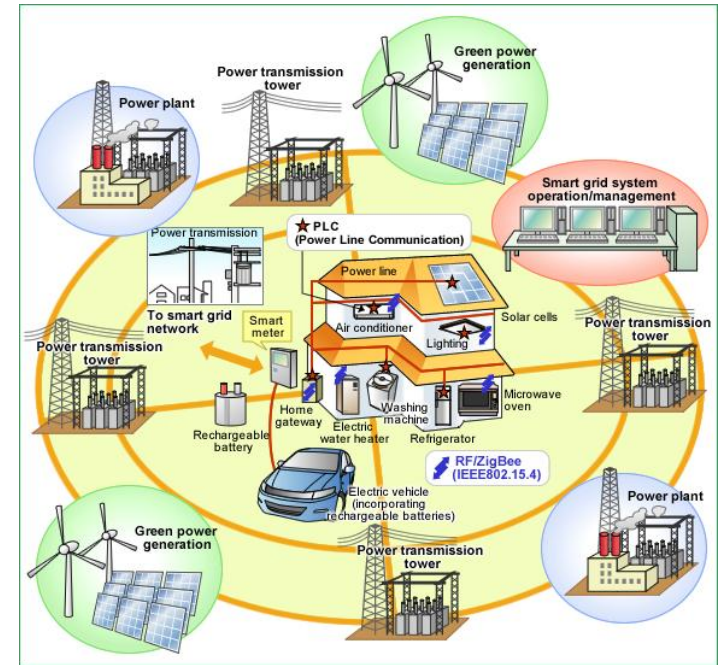 Green power
generation
Power transmission
tower
Power plant
Smart grid system
operation/management
PLC
(Power Line Communication)
Power transmission
Power line
To smart grid
network
Solar cells
Air conditioner
Lighting
Smart
meter
Power transmission
tower
Power transmission
tower
Home
gateway
Electric
water heater
Washing
machine
Refrigerator
Microwave
oven
Rechargeable
battery
RF/ZigBee
(IEEE802.15.4)
Electric vehicle
(incorporating
rechargeable batteries)
Power plant
Green power
generation
Power transmission
tower